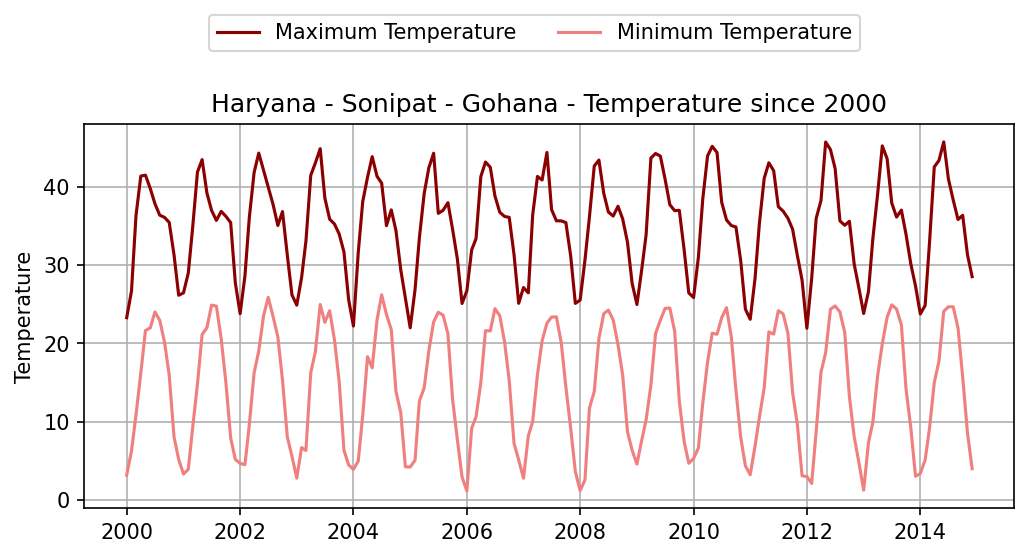 Maximum Temperature Minimum Temperature
Haryana - Sonipat - Gohana - Temperature since 2000
Temperature
40
30
20
10
0
2000 2002 2004 2006 2008 2010 2012 2014